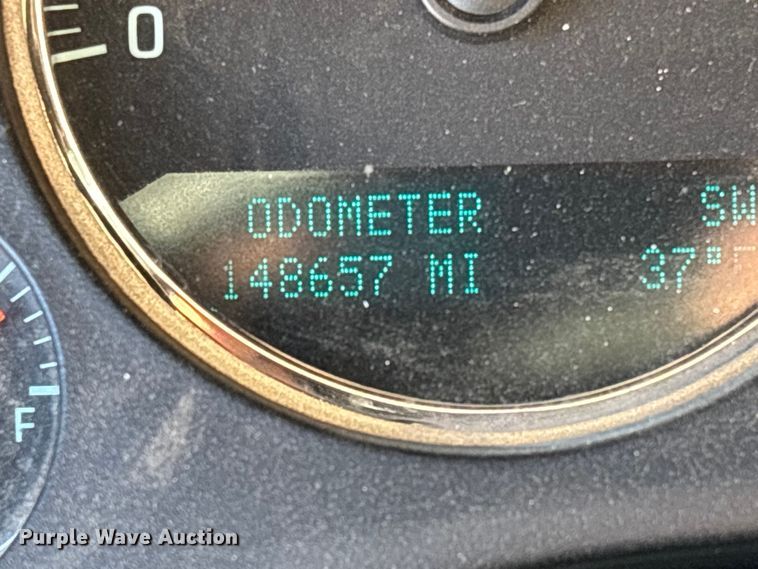 0
ODOMETER SW
148657 MI 37°F
F
Purple Wave Auction